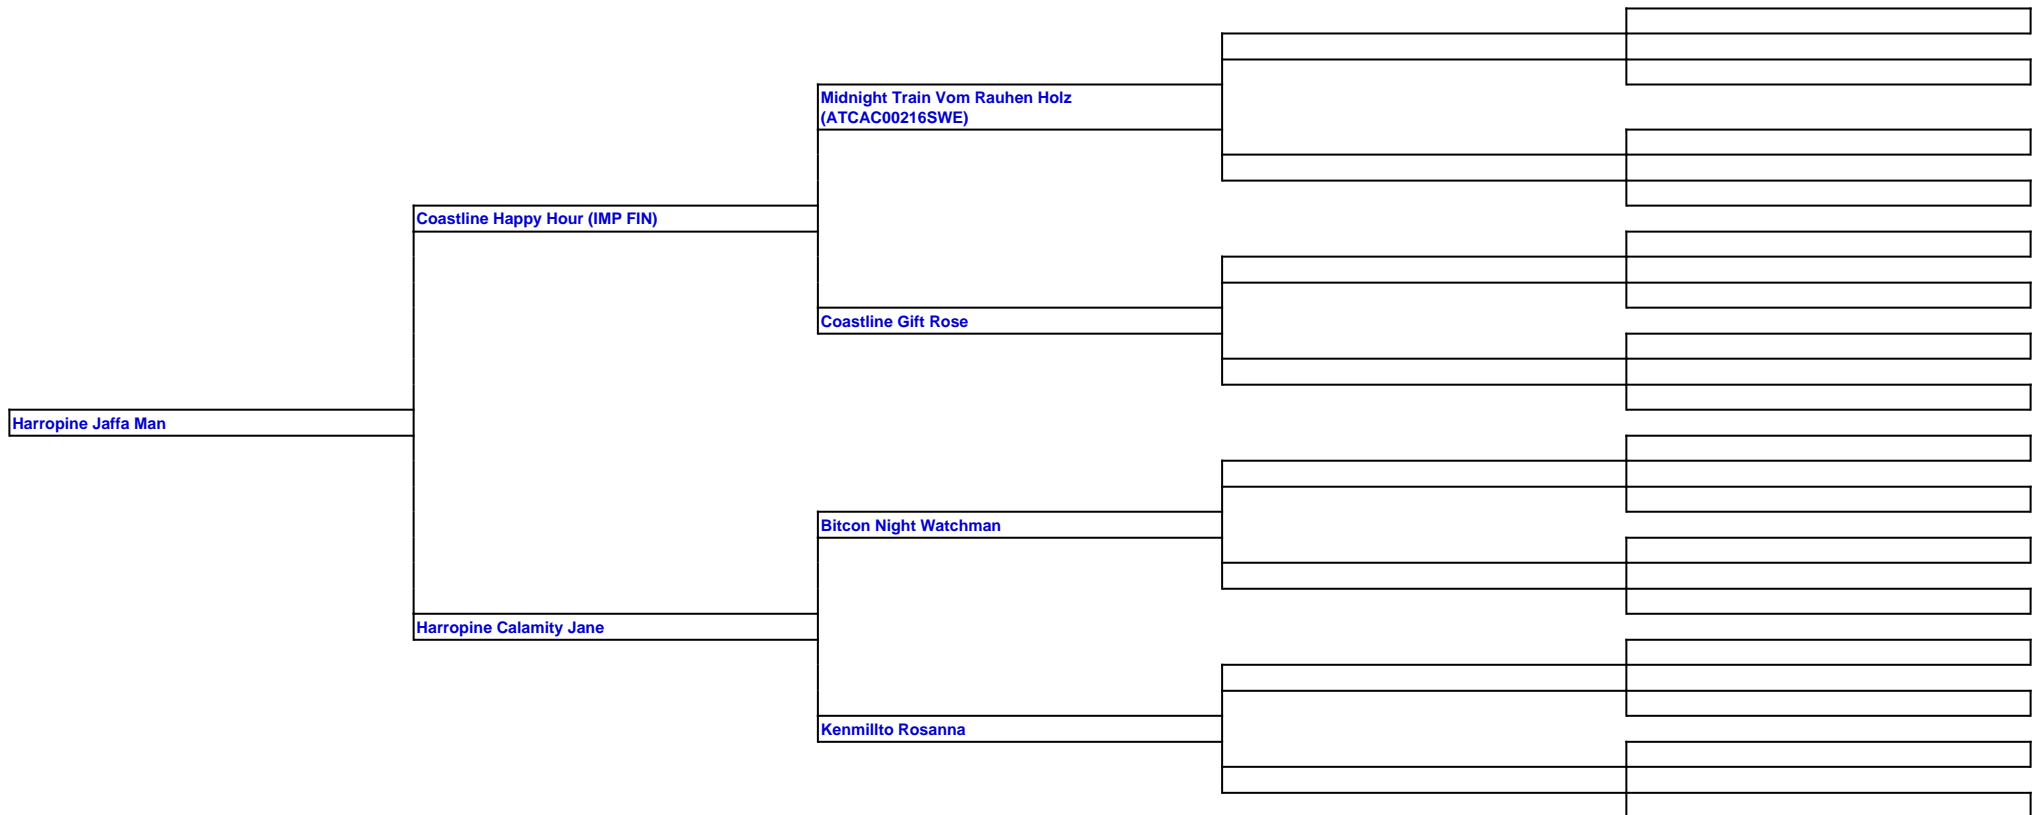 Midnight Train Vom Rauhen Holz
(ATCAC00216SWE)
Coastline Happy Hour (IMP FIN)
Coastline Gift Rose
Harropine Jaffa Man
Bitcon Night Watchman
Harropine Calamity Jane
Kenmillto Rosanna